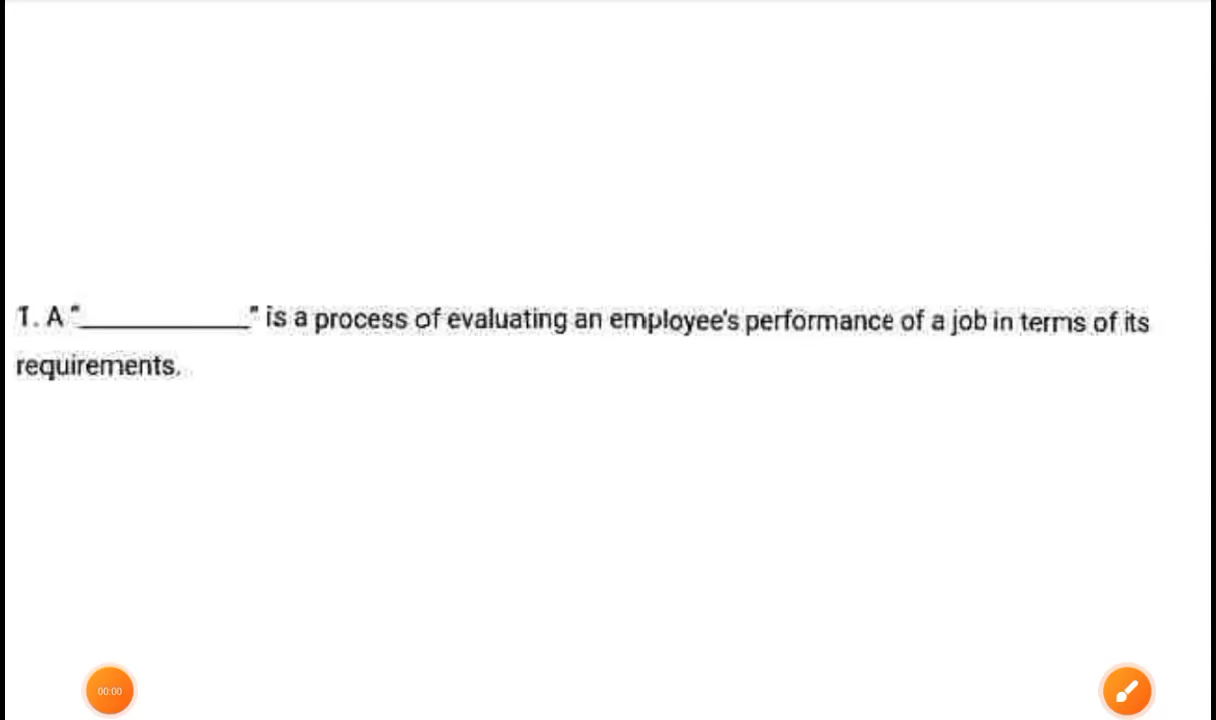 1. A "____________" is a process of evaluating an employee's performance of a job in terms of its
requirements.
00:00